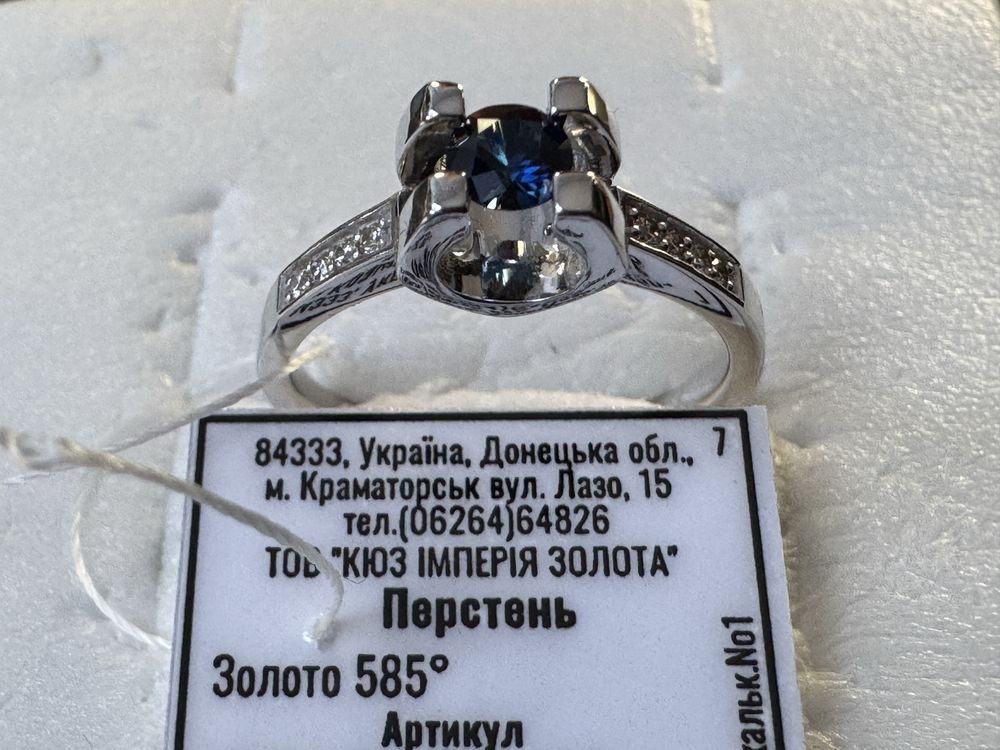 84333, Україна, Донецька обл., 7
м. Краматорськ вул. Лазо, 15
тел.(06264)64826
ТОВ "КЮЗ ІМПЕРІЯ ЗОЛОТА"
Перстень
Золото 585°
Артикул
кальк.No1